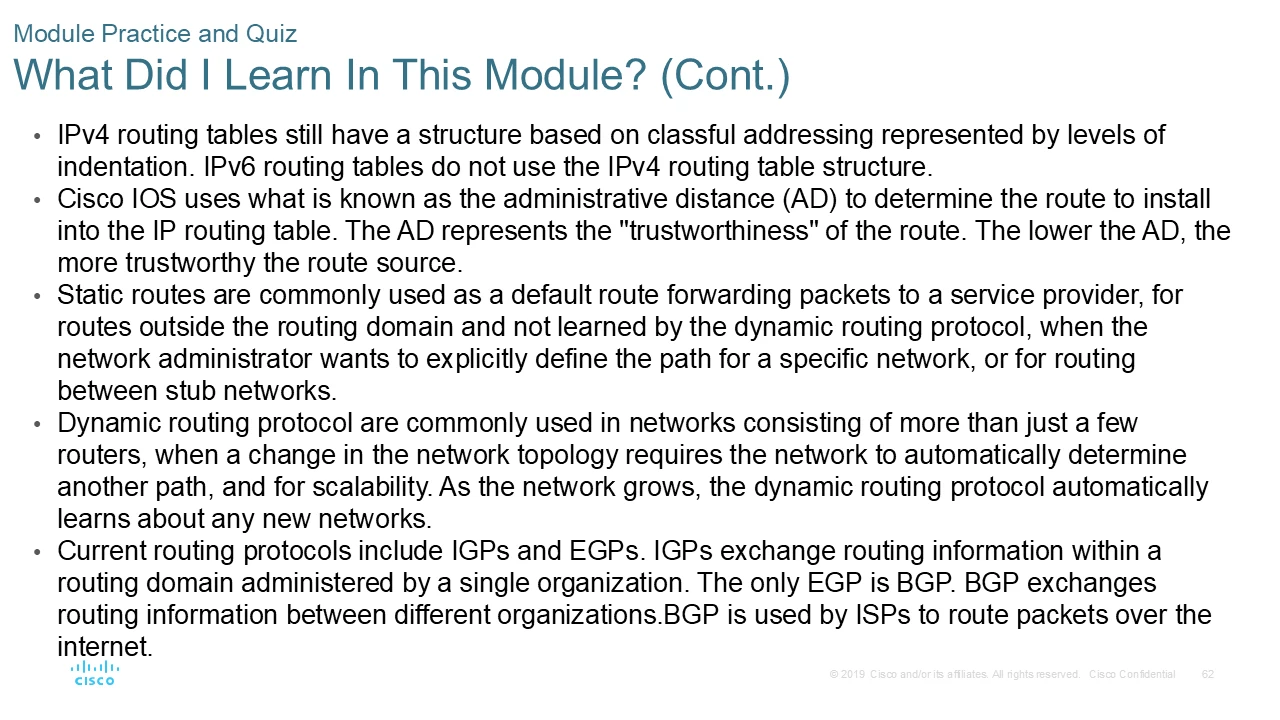 Module Practice and Quiz
What Did I Learn In This Module? (Cont.)
• IPv4 routing tables still have a structure based on classful addressing represented by levels of
indentation. IPv6 routing tables do not use the IPv4 routing table structure.
• Cisco IOS uses what is known as the administrative distance (AD) to determine the route to install
into the IP routing table. The AD represents the "trustworthiness" of the route. The lower the AD, the
more trustworthy the route source.
• Static routes are commonly used as a default route forwarding packets to a service provider, for
routes outside the routing domain and not learned by the dynamic routing protocol, when the
network administrator wants to explicitly define the path for a specific network, or for routing
between stub networks.
• Dynamic routing protocol are commonly used in networks consisting of more than just a few
routers, when a change in the network topology requires the network to automatically determine
another path, and for scalability. As the network grows, the dynamic routing protocol automatically
learns about any new networks.
• Current routing protocols include IGPs and EGPs. IGPs exchange routing information within a
routing domain administered by a single organization. The only EGP is BGP. BGP exchanges
routing information between different organizations.BGP is used by ISPs to route packets over the
internet.
CISCO
© 2019 Cisco and/or its affiliates. All rights reserved. Cisco Confidential 62